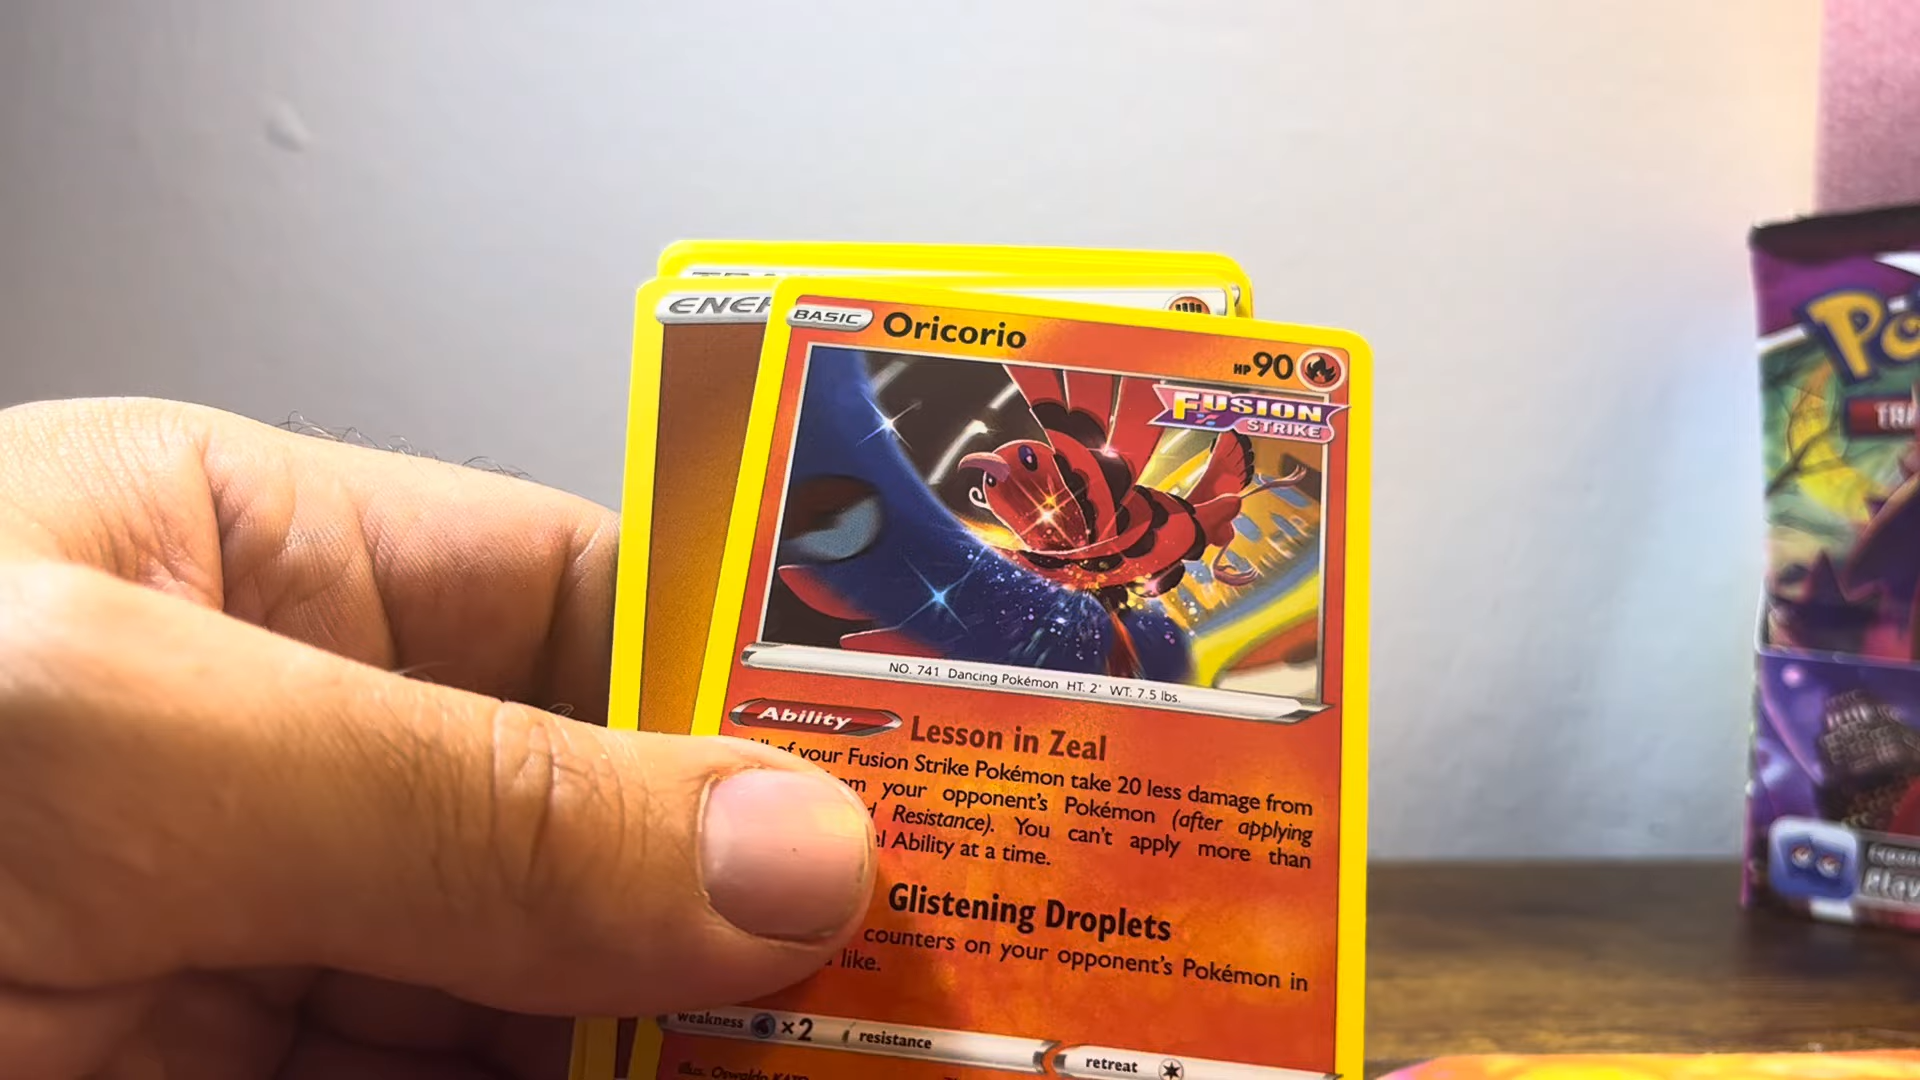 BASIC Oricorio HP 90
FUSION
STRIKE
NO. 741 Dancing Pokémon HT: 2' WT: 7.5 lbs.
Ability Lesson in Zeal
of your Fusion Strike Pokémon take 20 less damage from
your opponent's Pokémon (after applying
Resistance). You can't apply more than
Ability at a time.
Glistening Droplets
counters on your opponent's Pokémon in
like.
weakness ×2 resistance retreat
illus. Oswaldo KATO